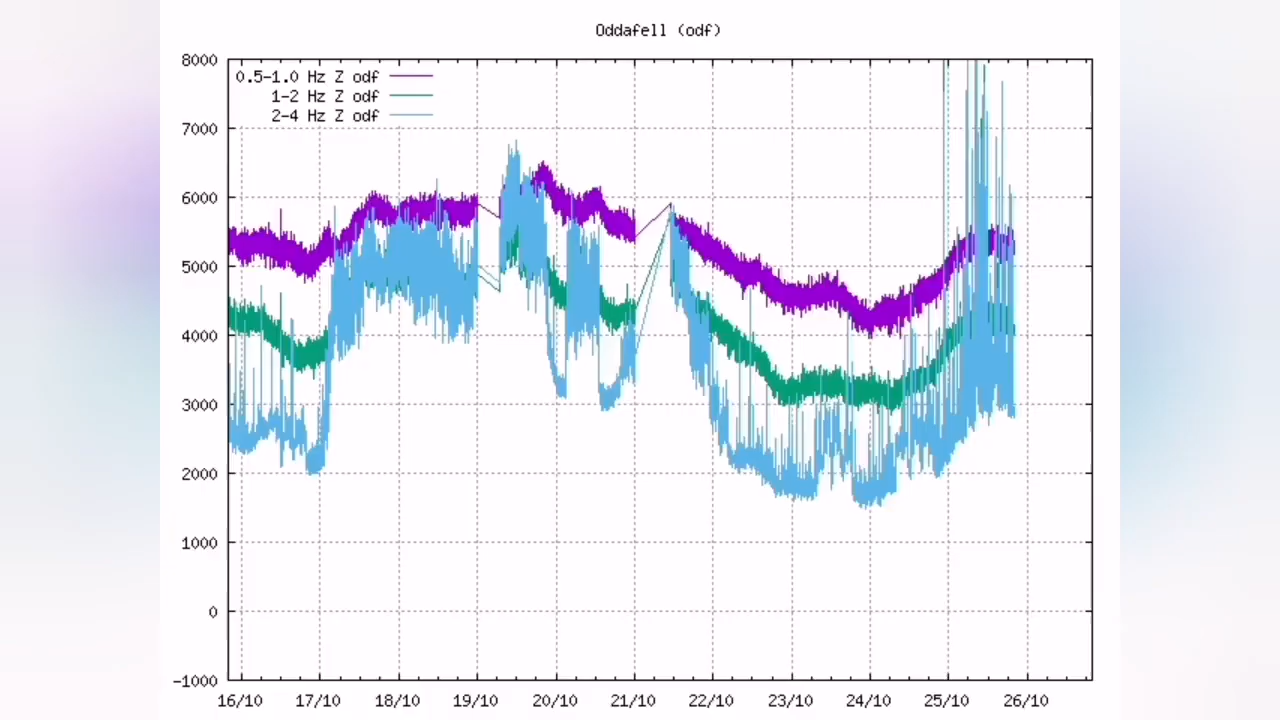 Oddafell (odf)
8000
0.5-1.0 Hz Z odf
1-2 Hz Z odf
2-4 Hz Z odf
7000
6000
5000
4000
3000
2000
1000
0
-1000
16/10 17/10 18/10 19/10 20/10 21/10 22/10 23/10 24/10 25/10 26/10